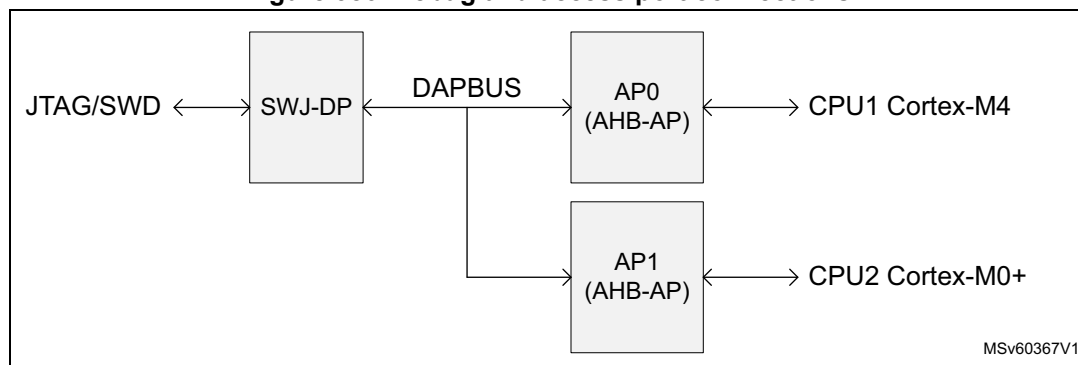 JTAG/SWD
SWJ-DP
DAPBUS
AP0
(AHB-AP)
CPU1 Cortex-M4
AP1
(AHB-AP)
CPU2 Cortex-M0+
MSv60367V1